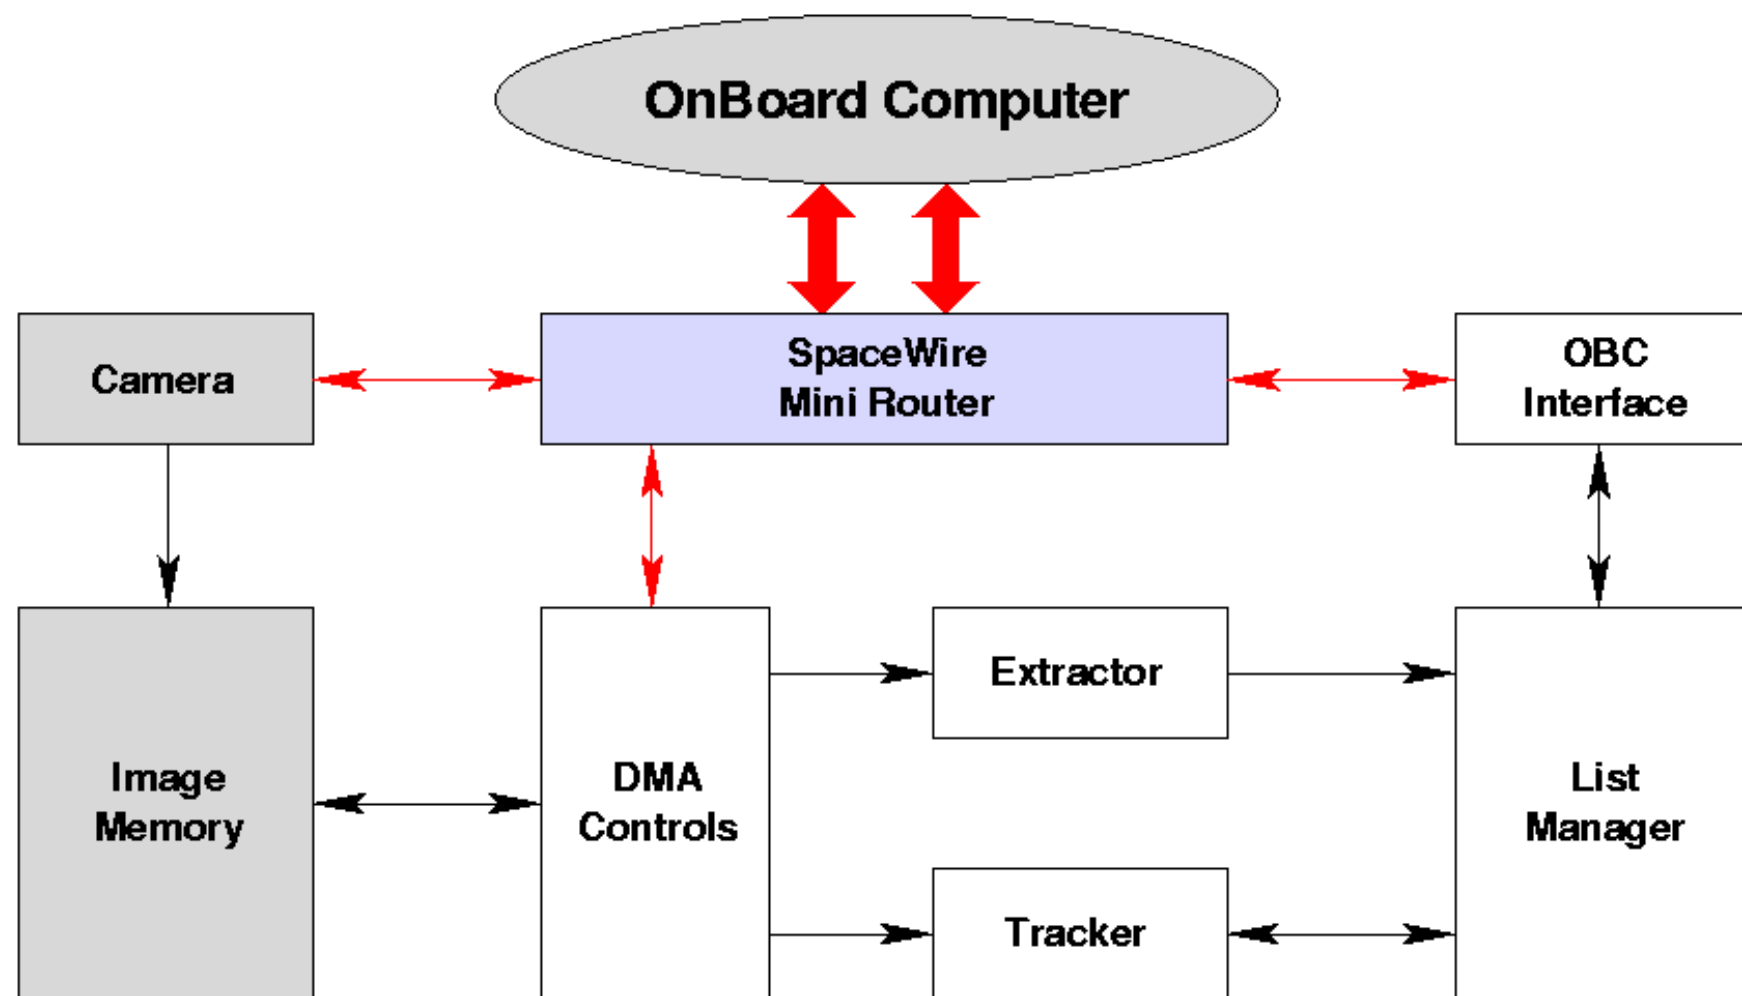 OnBoard Computer
Camera
SpaceWire
Mini Router
OBC
Interface
Image
Memory
DMA
Controls
Extractor
Tracker
List
Manager